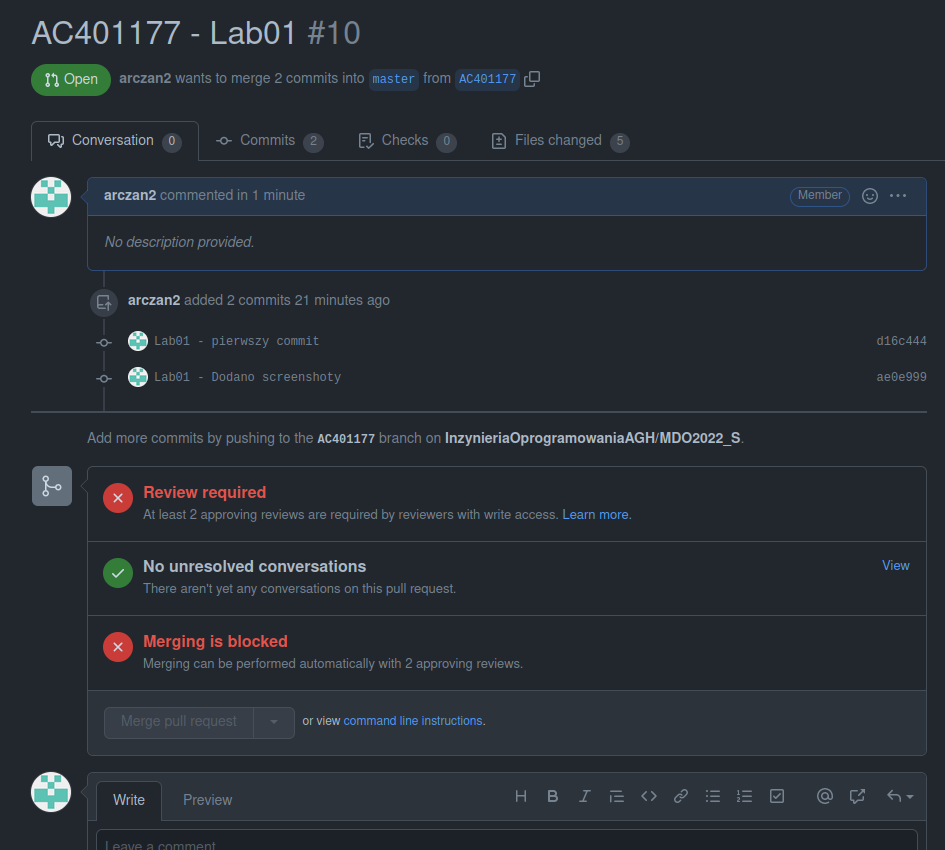 AC401177 - Lab01 #10
Open arczan2 wants to merge 2 commits into master from AC401177
Conversation 0 Commits 2 Checks 0 Files changed 5
arczan2 commented in 1 minute Member
No description provided.
arczan2 added 2 commits 21 minutes ago
Lab01 - pierwszy commit d16c444
Lab01 - Dodano screenshoty ae0e999
Add more commits by pushing to the AC401177 branch on InzynieriaOprogramowaniaAGH/MDO2022_S.
Review required
At least 2 approving reviews are required by reviewers with write access. Learn more.
No unresolved conversations View
There aren't yet any conversations on this pull request.
Merging is blocked
Merging can be performed automatically with 2 approving reviews.
Merge pull request or view command line instructions.
Write Preview
Leave a comment